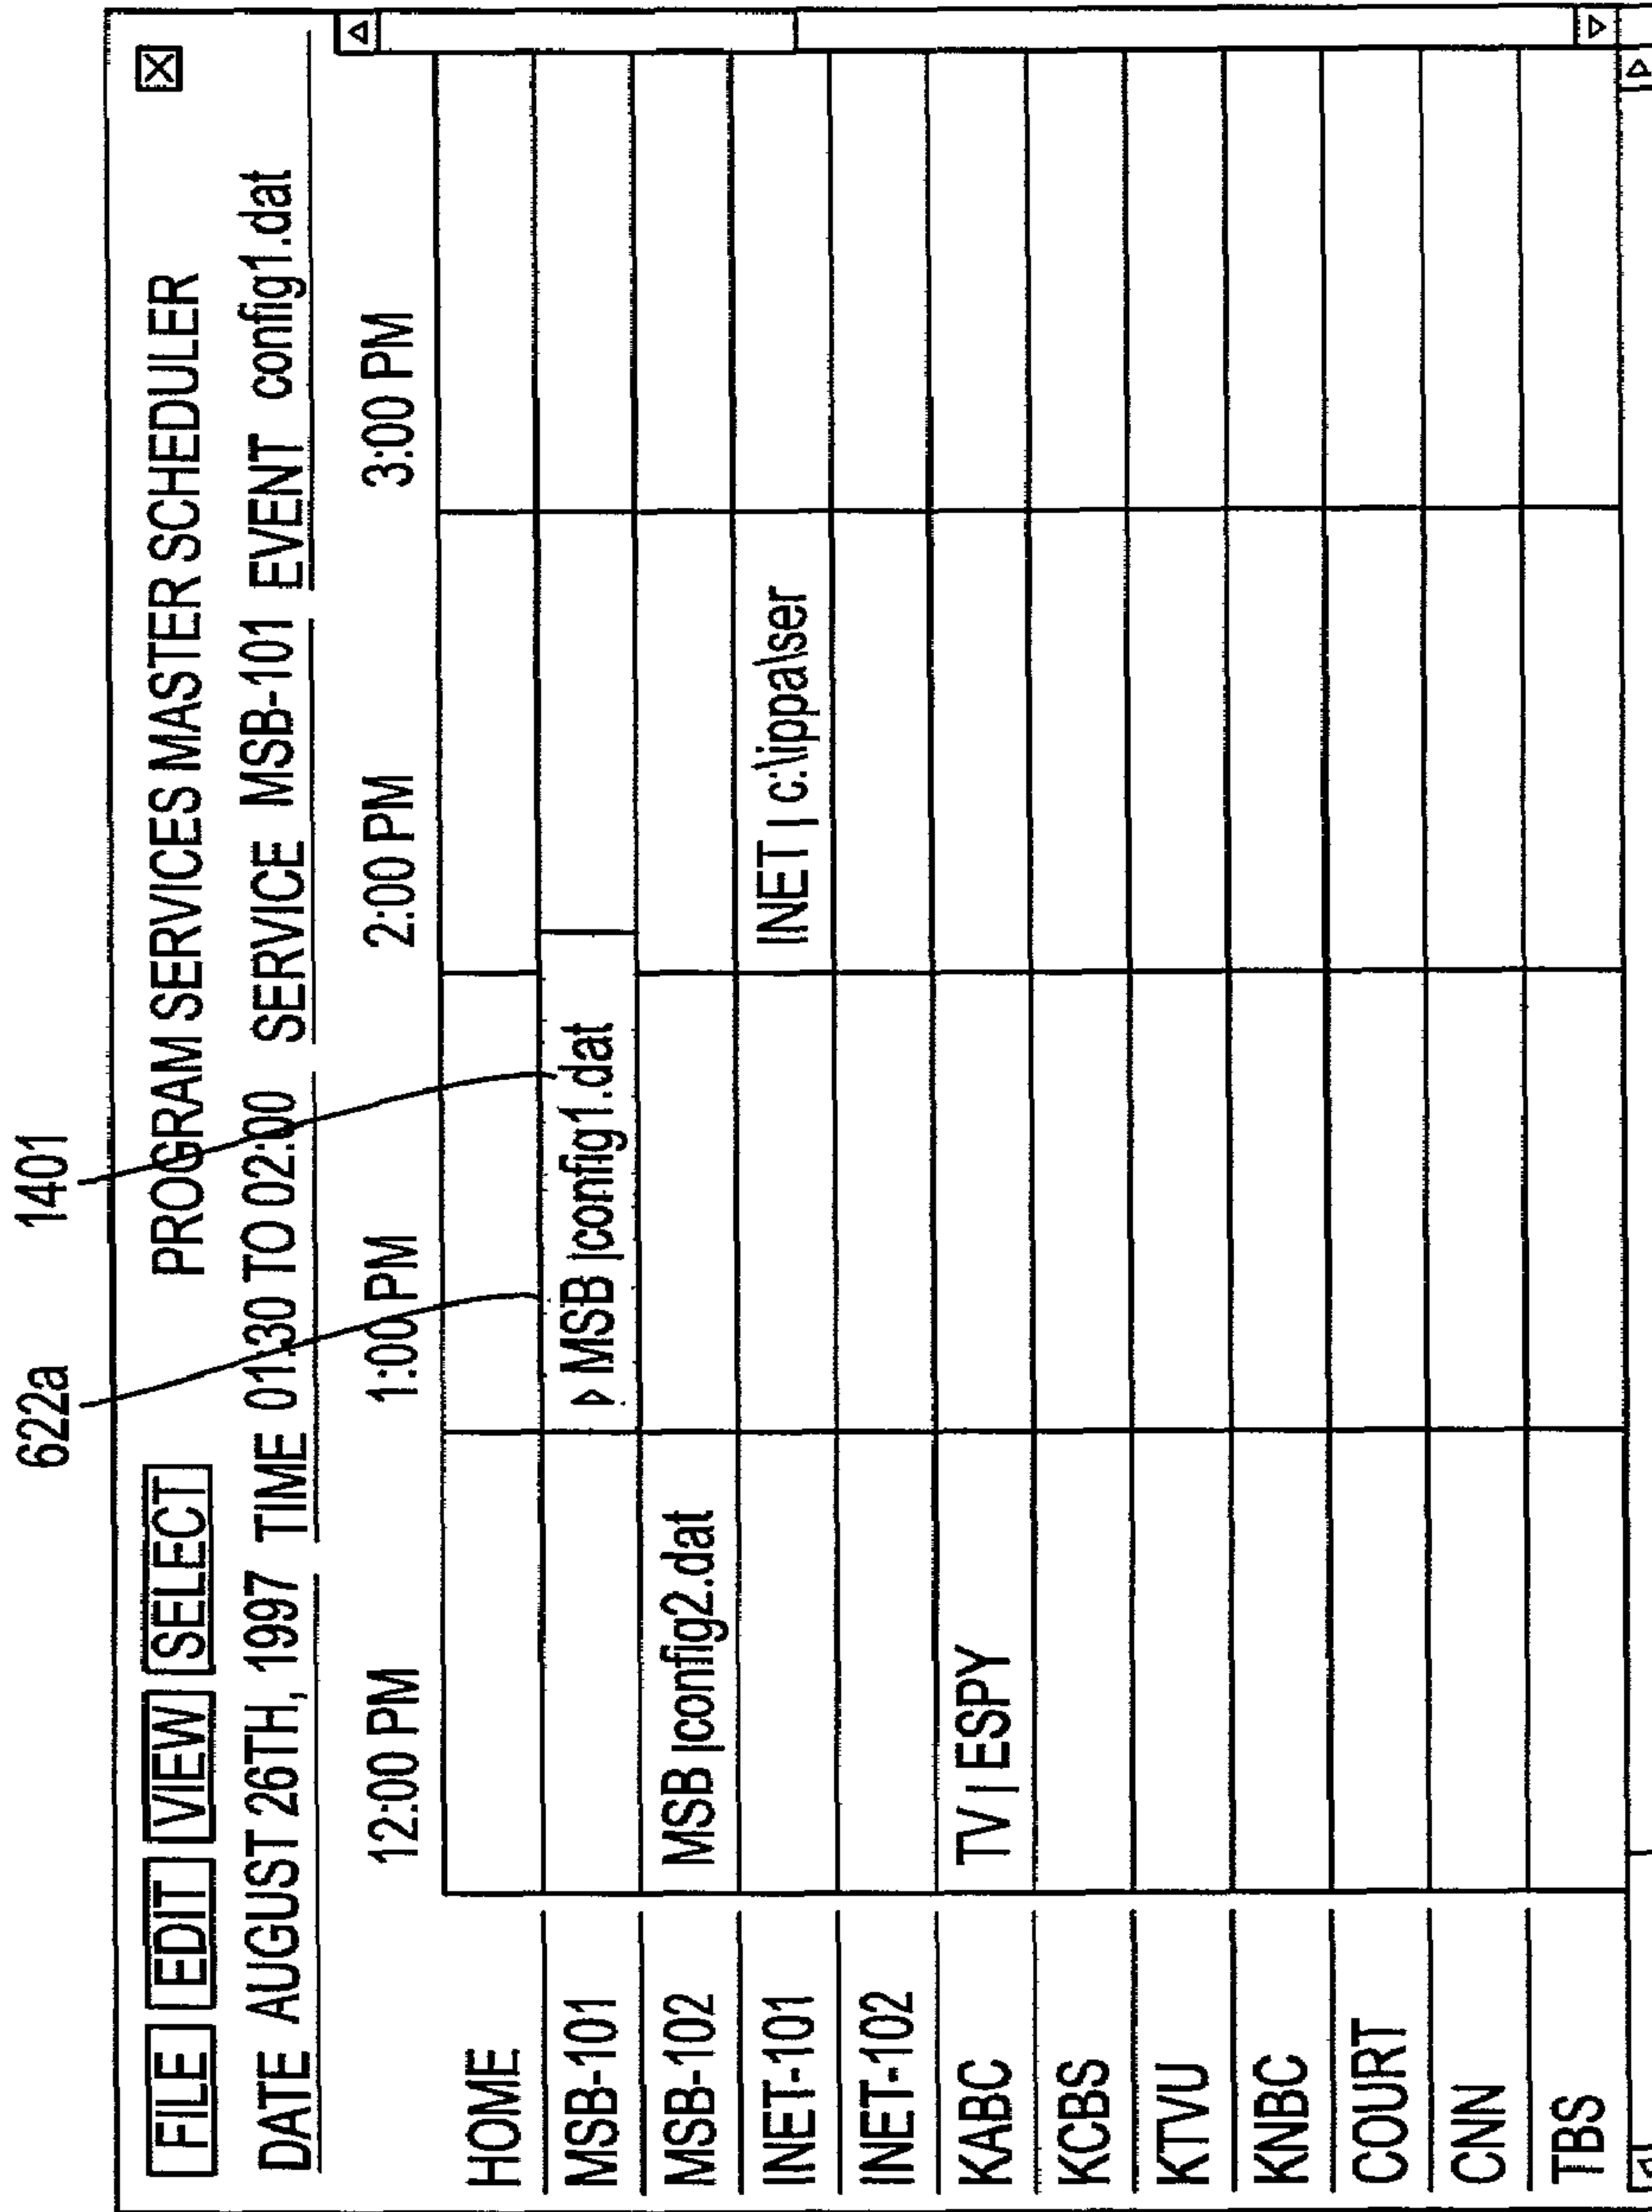 622a 1401
FILE EDIT VIEW SELECT PROGRAM SERVICES MASTER SCHEDULER
DATE AUGUST 26TH, 1997 TIME 01:30 TO 02:00 SERVICE MSB-101 EVENT config1.dat
12:00 PM 1:00 PM 2:00 PM 3:00 PM
HOME
MSB-101 MSB |config1.dat
MSB-102 MSB |config2.dat
INET-101 INET | c:\ippa\ser
INET-102
KABC TV | ESPY
KCBS
KTVU
KNBC
COURT
CNN
TBS